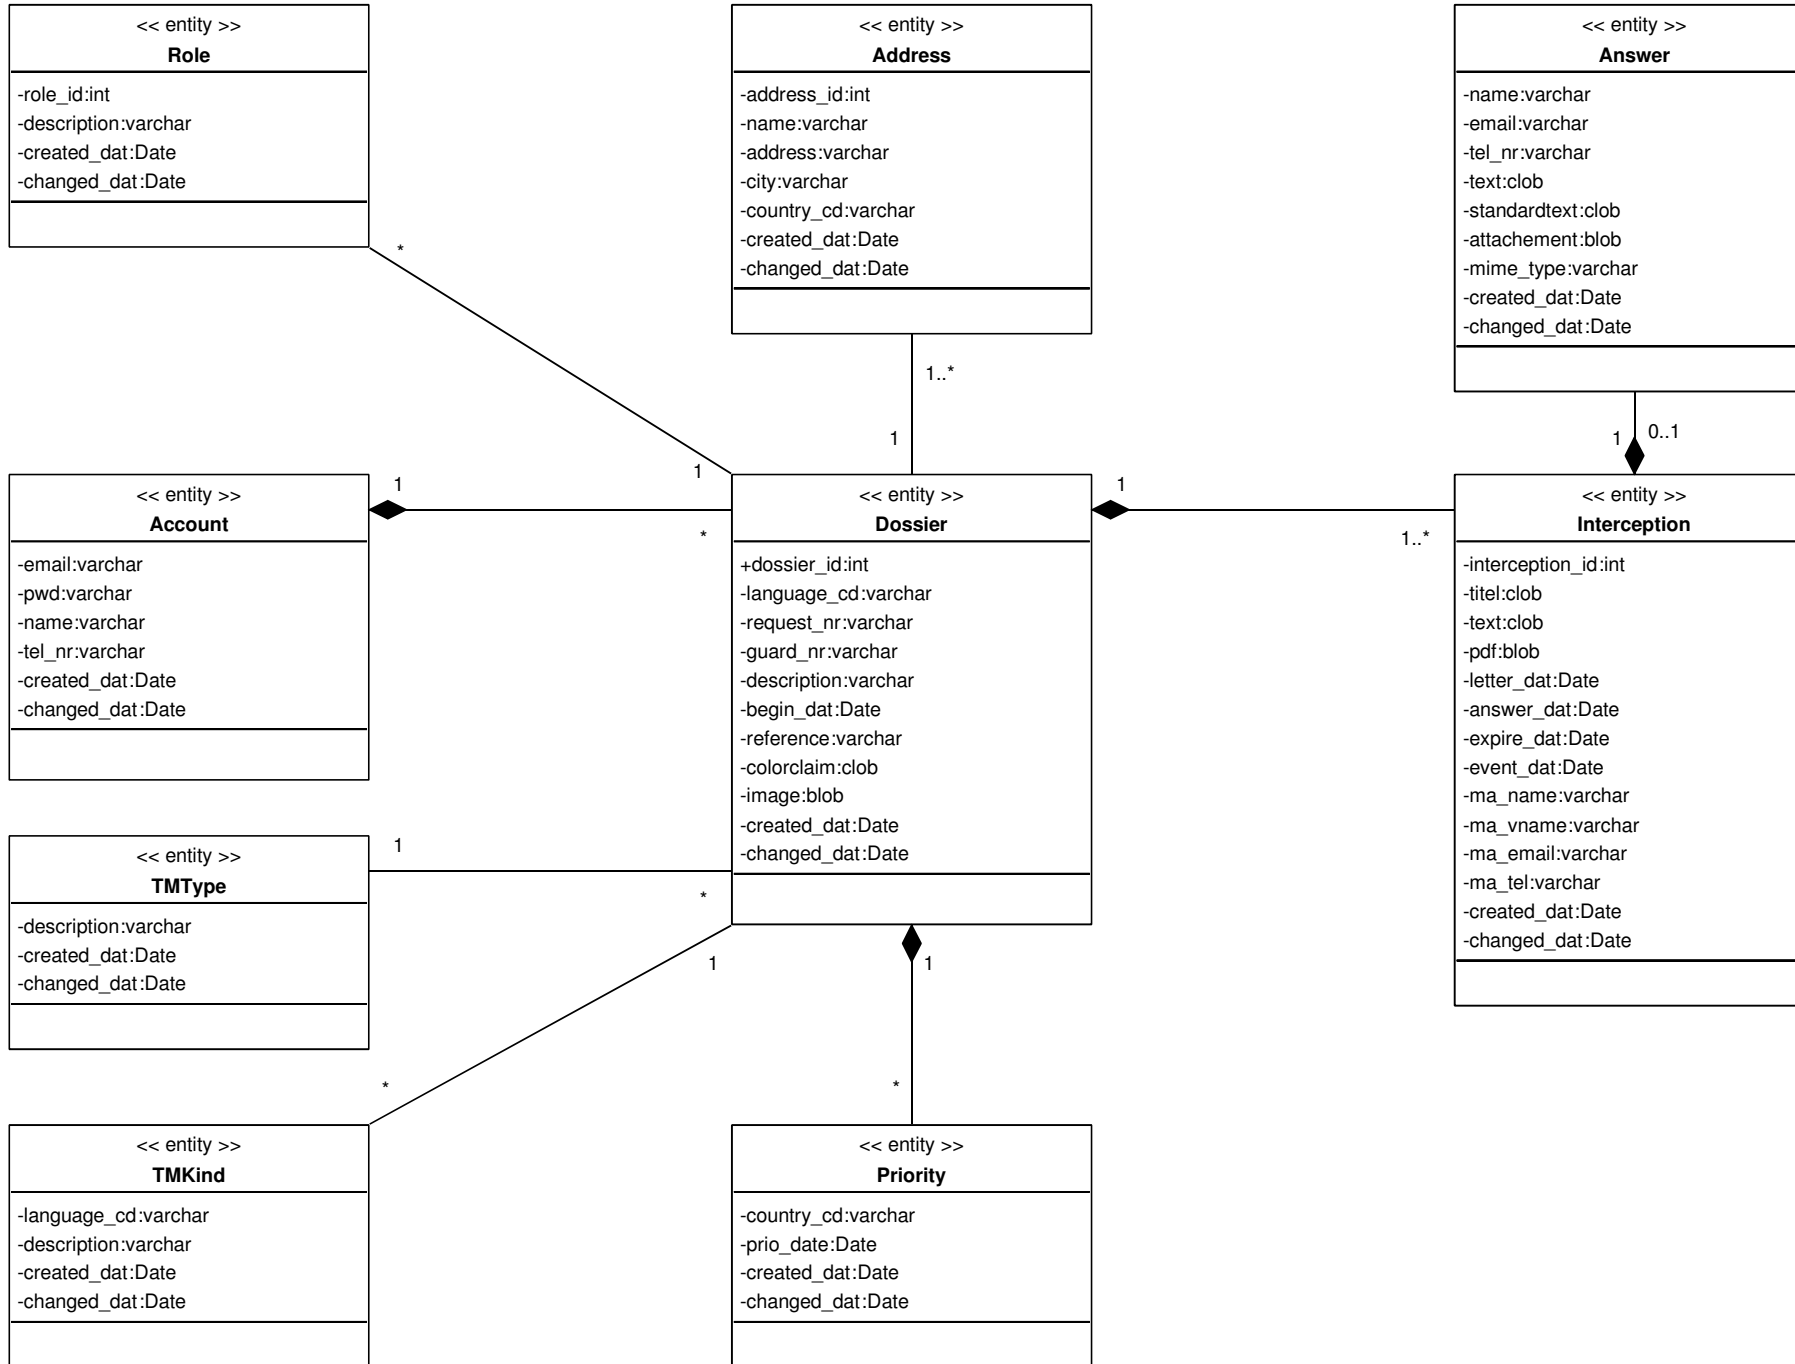 << entity >>
Role
-role_id:int
-description:varchar
-created_dat:Date
-changed_dat:Date
<< entity >>
Address
-address_id:int
-name:varchar
-address:varchar
-city:varchar
-country_cd:varchar
-created_dat:Date
-changed_dat:Date
<< entity >>
Answer
-name:varchar
-email:varchar
-tel_nr:varchar
-text:clob
-standardtext:clob
-attachement:blob
-mime_type:varchar
-created_dat:Date
-changed_dat:Date
*
1
1..*
1
1
0..1
<< entity >>
Account
-email:varchar
-pwd:varchar
-name:varchar
-tel_nr:varchar
-created_dat:Date
-changed_dat:Date
1
*
<< entity >>
Dossier
+dossier_id:int
-language_cd:varchar
-request_nr:varchar
-guard_nr:varchar
-description:varchar
-begin_dat:Date
-reference:varchar
-colorclaim:clob
-image:blob
-created_dat:Date
-changed_dat:Date
1
1..*
<< entity >>
Interception
-interception_id:int
-titel:clob
-text:clob
-pdf:blob
-letter_dat:Date
-answer_dat:Date
-expire_dat:Date
-event_dat:Date
-ma_name:varchar
-ma_vname:varchar
-ma_email:varchar
-ma_tel:varchar
-created_dat:Date
-changed_dat:Date
<< entity >>
TMType
-description:varchar
-created_dat:Date
-changed_dat:Date
1
*
1
*
1
*
<< entity >>
TMKind
-language_cd:varchar
-description:varchar
-created_dat:Date
-changed_dat:Date
<< entity >>
Priority
-country_cd:varchar
-prio_date:Date
-created_dat:Date
-changed_dat:Date